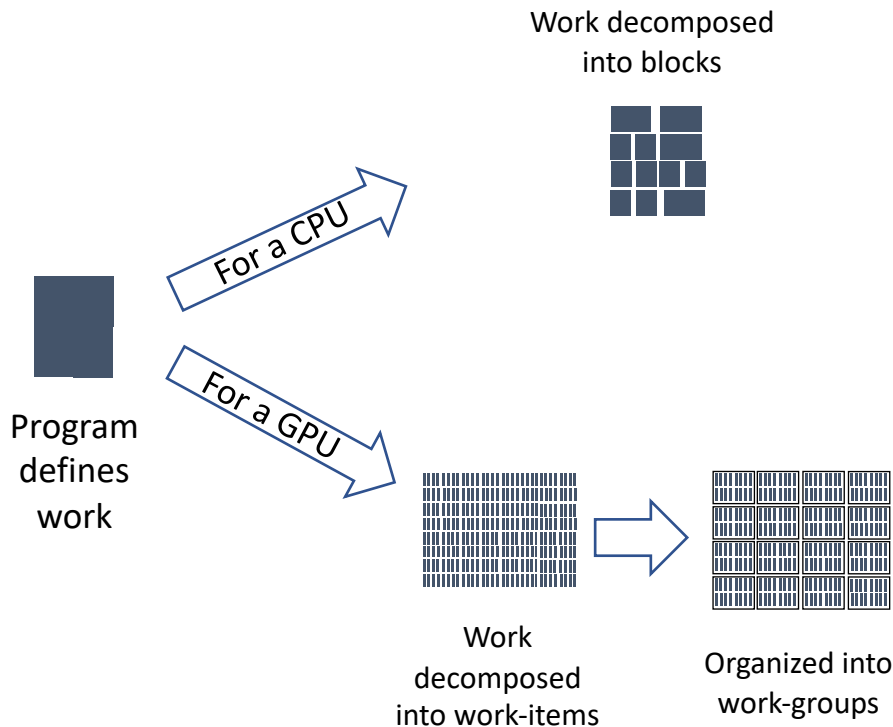 Work decomposed
into blocks
For a CPU
Program
defines
work
For a GPU
Work
decomposed
into work-items
Organized into
work-groups